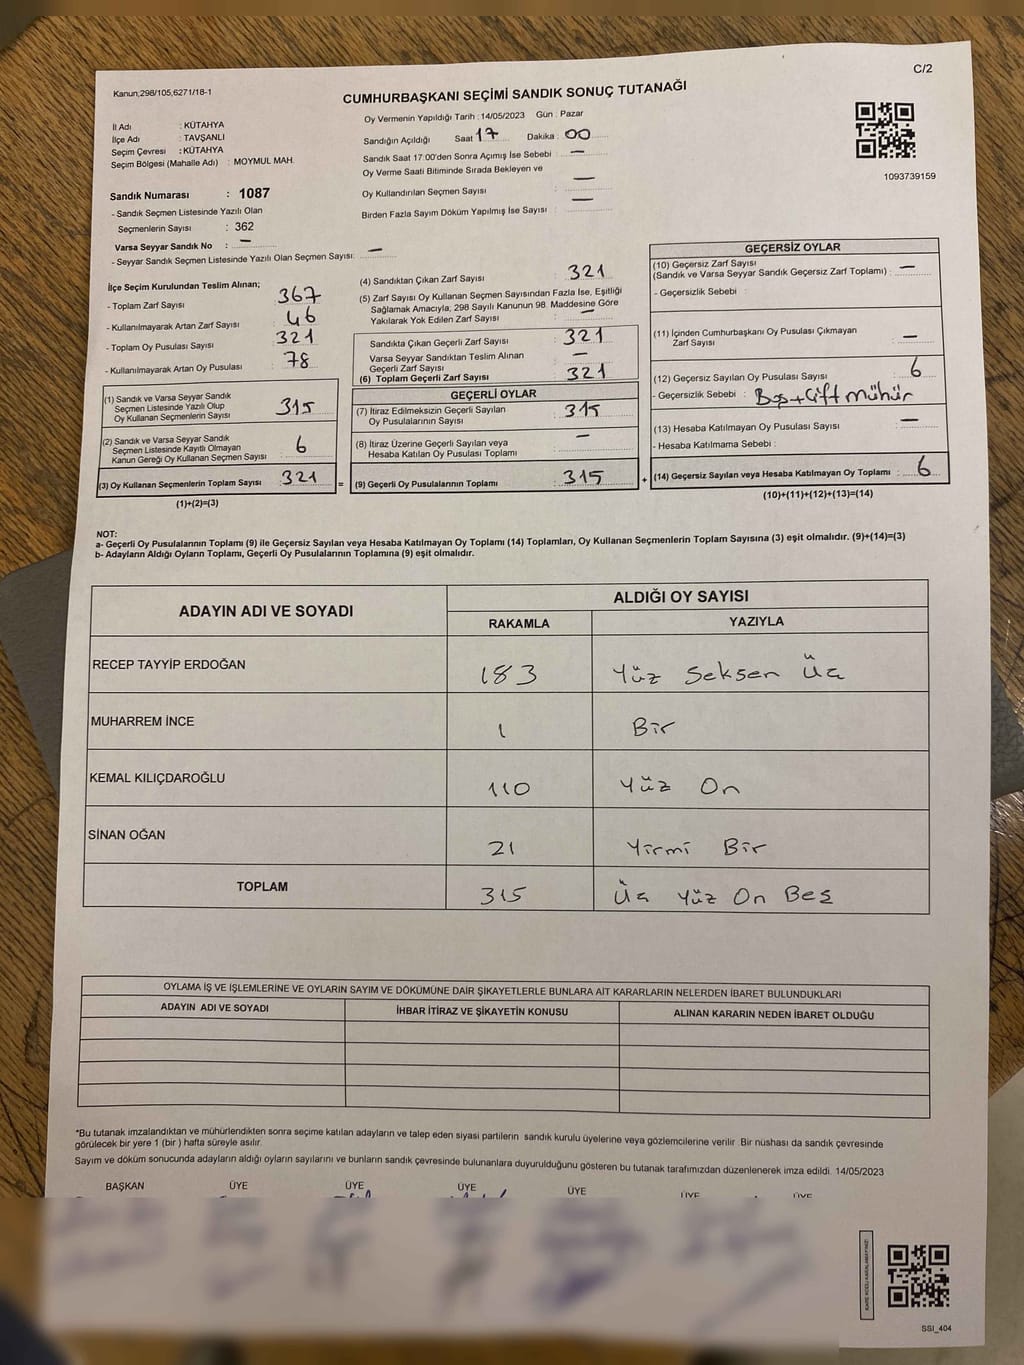 C/2
Kanun;298/105,6271/18-1
CUMHURBAŞKANI SEÇİMİ SANDIK SONUÇ TUTANAĞI
İl Adı : KÜTAHYA
İlçe Adı : TAVŞANLI
Seçim Çevresi : KÜTAHYA
Seçim Bölgesi (Mahalle Adı) : MOYMUL MAH.
Oy Vermenin Yapıldığı Tarih : 14/05/2023 Gün : Pazar
Sandığın Açıldığı Saat 17 Dakika : 00
Sandık Saat 17:00'den Sonra Açımış İse Sebebi : —
Oy Verme Saati Bitiminde Sırada Bekleyen ve
Oy Kullandırılan Seçmen Sayısı : —
Birden Fazla Sayım Döküm Yapılmış İse Sayısı : —
1093739159
Sandık Numarası : 1087
- Sandık Seçmen Listesinde Yazılı Olan
Seçmenlerin Sayısı : 362
Varsa Seyyar Sandık No : —
- Seyyar Sandık Seçmen Listesinde Yazılı Olan Seçmen Sayısı: —
İlçe Seçim Kurulundan Teslim Alınan;
- Toplam Zarf Sayısı 367
- Kullanılmayarak Artan Zarf Sayısı 46
- Toplam Oy Pusulası Sayısı 321
- Kullanılmayarak Artan Oy Pusulası 78
(1) Sandık ve Varsa Seyyar Sandık
Seçmen Listesinde Yazılı Olup
Oy Kullanan Seçmenlerin Sayısı 315
(2) Sandık ve Varsa Seyyar Sandık
Seçmen Listesinde Kayıtlı Olmayan
Kanun Gereği Oy Kullanan Seçmen Sayısı 6
(3) Oy Kullanan Seçmenlerin Toplam Sayısı 321 =
(1)+(2)=(3)
(4) Sandıktan Çıkan Zarf Sayısı : 321
(5) Zarf Sayısı Oy Kullanan Seçmen Sayısından Fazla İse, Eşitliği
Sağlamak Amacıyla, 298 Sayılı Kanunun 98. Maddesine Göre
Yakılarak Yok Edilen Zarf Sayısı : —
Sandıkta Çıkan Geçerli Zarf Sayısı : 321
Varsa Seyyar Sandıktan Teslim Alınan
Geçerli Zarf Sayısı : —
(6) Toplam Geçerli Zarf Sayısı : 321
GEÇERLİ OYLAR
(7) İtiraz Edilmeksizin Geçerli Sayılan
Oy Pusulalarının Sayısı : 315
(8) İtiraz Üzerine Geçerli Sayılan veya
Hesaba Katılan Oy Pusulası Toplamı : —
(9) Geçerli Oy Pusulalarının Toplamı : 315 +
GEÇERSİZ OYLAR
(10) Geçersiz Zarf Sayısı
(Sandık ve Varsa Seyyar Sandık Geçersiz Zarf Toplamı) : —
- Geçersizlik Sebebi :
(11) İçinden Cumhurbaşkanı Oy Pusulası Çıkmayan
Zarf Sayısı : —
(12) Geçersiz Sayılan Oy Pusulası Sayısı : 6
- Geçersizlik Sebebi : Boş+Çift mühür
(13) Hesaba Katılmayan Oy Pusulası Sayısı : —
- Hesaba Katılmama Sebebi :
(14) Geçersiz Sayılan veya Hesaba Katılmayan Oy Toplamı : 6
(10)+(11)+(12)+(13)=(14)
NOT:
a- Geçerli Oy Pusulalarının Toplamı (9) ile Geçersiz Sayılan veya Hesaba Katılmayan Oy Toplamı (14) Toplamları, Oy Kullanan Seçmenlerin Toplam Sayısına (3) eşit olmalıdır. (9)+(14)=(3)
b- Adayların Aldığı Oyların Toplamı, Geçerli Oy Pusulalarının Toplamına (9) eşit olmalıdır.
ADAYIN ADI VE SOYADI
ALDIĞI OY SAYISI
RAKAMLA YAZIYLA
RECEP TAYYİP ERDOĞAN 183 Yüz Seksen Üç
MUHARREM İNCE 1 Bir
KEMAL KILIÇDAROĞLU 110 Yüz On
SİNAN OĞAN 21 Yirmi Bir
TOPLAM 315 Üç Yüz On Beş
OYLAMA İŞ VE İŞLEMLERİNE VE OYLARIN SAYIM VE DÖKÜMÜNE DAİR ŞİKAYETLERLE BUNLARA AİT KARARLARIN NELERDEN İBARET BULUNDUKLARI
ADAYIN ADI VE SOYADI İHBAR İTİRAZ VE ŞİKAYETİN KONUSU ALINAN KARARIN NEDEN İBARET OLDUĞU
*Bu tutanak imzalandıktan ve mühürlendikten sonra seçime katılan adayların ve talep eden siyasi partilerin sandık kurulu üyelerine veya gözlemcilerine verilir .Bir nüshası da sandık çevresinde
görülecek bir yere 1 (bir ) hafta süreyle asılır.
Sayım ve döküm sonucunda adayların aldığı oyların sayılarını ve bunların sandık çevresinde bulunanlara duyurulduğunu gösteren bu tutanak tarafımızdan düzenlenerek imza edildi. 14/05/2023
BAŞKAN ÜYE ÜYE ÜYE ÜYE ÜYE ÜYE
SSI_404